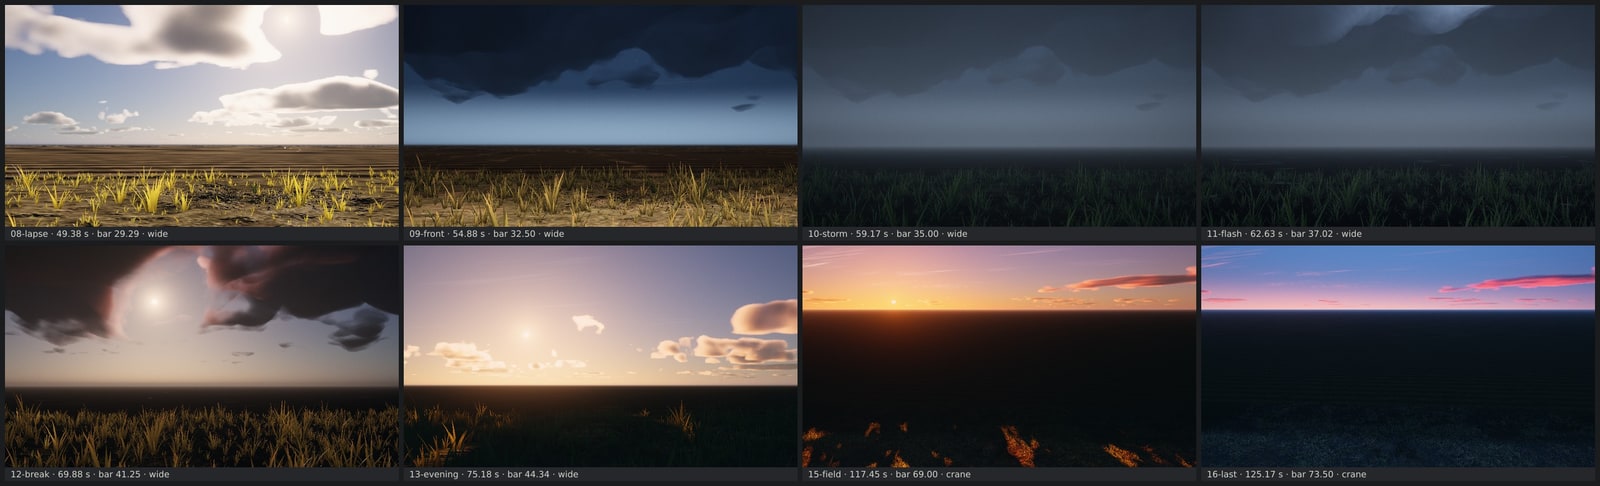 08-lapse · 49.38 s · bar 29.29 · wide
09-front · 54.88 s · bar 32.50 · wide
10-storm · 59.17 s · bar 35.00 · wide
11-flash · 62.63 s · bar 37.02 · wide
12-break · 69.88 s · bar 41.25 · wide
13-evening · 75.18 s · bar 44.34 · wide
15-field · 117.45 s · bar 69.00 · crane
16-last · 125.17 s · bar 73.50 · crane